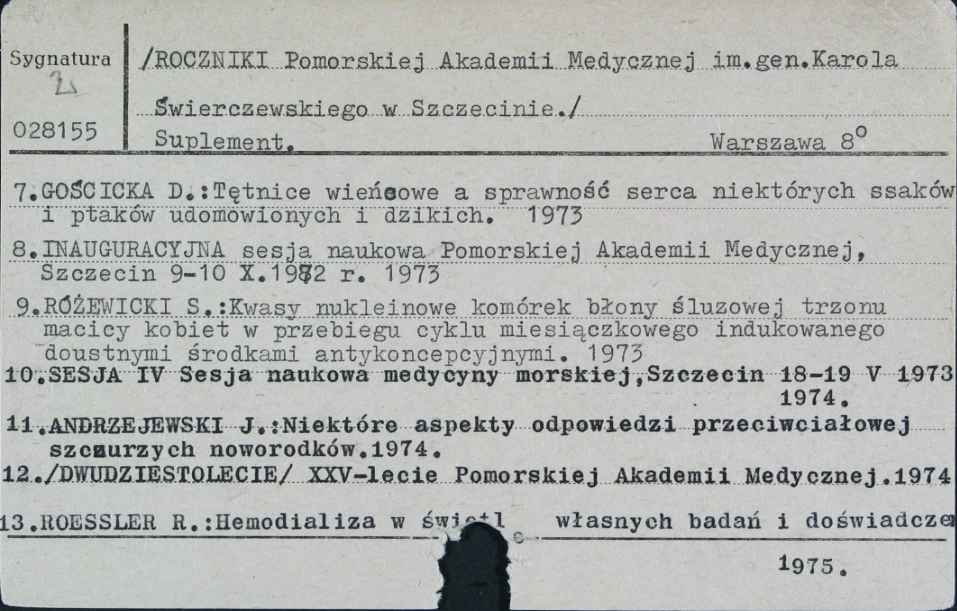 Sygnatura
028155
/ROCZNIKI Pomorskiej Akademii Medycznej im.gen.Karola
Świerczewskiego w Szczecinie./
Suplement. Warszawa 8°
7.GOŚCICKA D.:Tętnice wieńcowe a sprawność serca niektórych ssaków
i ptaków udomowionych i dzikich. 1973
8.INAUGURACYJNA sesja naukowa Pomorskiej Akademii Medycznej,
Szczecin 9-10 X.1972 r. 1973
9.RÓŻEWICKI S.:Kwasy nukleinowe komórek błony śluzowej trzonu
macicy kobiet w przebiegu cyklu miesiączkowego indukowanego
doustnymi środkami antykoncepcyjnymi. 1973
10.SESJA IV Sesja naukowa medycyny morskiej,Szczecin 18-19 V 1973
1974.
11.ANDRZEJEWSKI J.:Niektóre aspekty odpowiedzi przeciwciałowej
szczurzych noworodków.1974.
12./DWUDZIESTOLECIE/ XXV-lecie Pomorskiej Akademii Medycznej.1974
13.ROESSLER R.:Hemodializa w świetl własnych badań i doświadcze
1975.